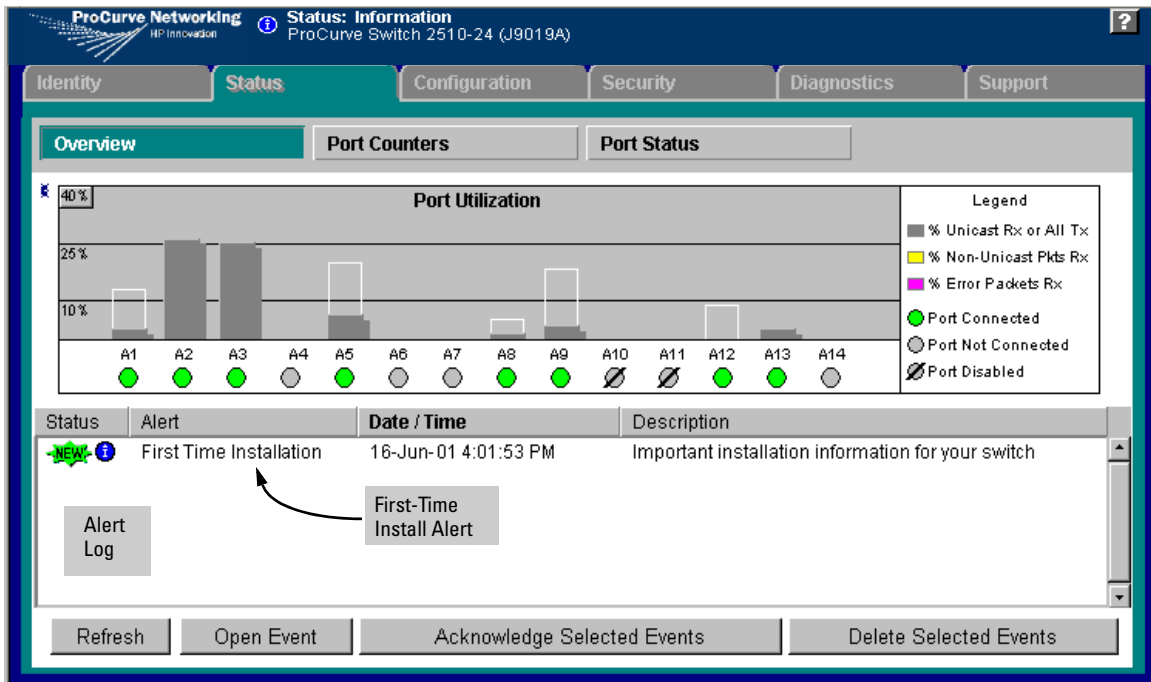 ProCurve Networking
HP Innovation
Status: Information
ProCurve Switch 2510-24 (J9019A)
?
Identity
Status
Configuration
Security
Diagnostics
Support
Overview
Port Counters
Port Status
40%
Port Utilization
25%
10%
A1 A2 A3 A4 A5 A6 A7 A8 A9 A10 A11 A12 A13 A14
Legend
% Unicast Rx or All Tx
% Non-Unicast Pkts Rx
% Error Packets Rx
Port Connected
Port Not Connected
Port Disabled
Status Alert Date / Time Description
NEW! i First Time Installation 16-Jun-01 4:01:53 PM Important installation information for your switch
First-Time
Install Alert
Alert
Log
Refresh
Open Event
Acknowledge Selected Events
Delete Selected Events